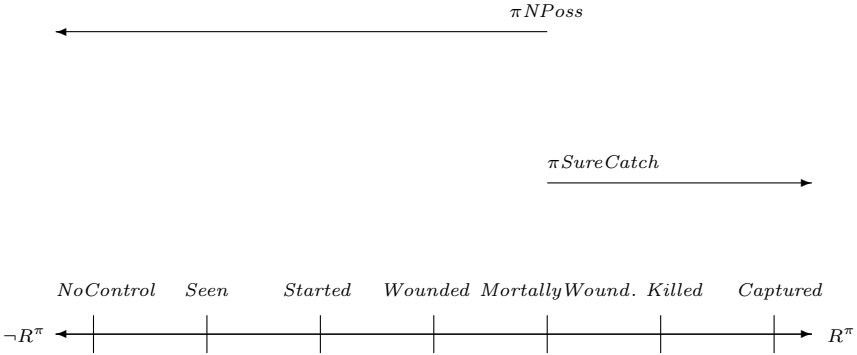 πNPoss
πSureCatch
NoControl Seen Started Wounded MortallyWound. Killed Captured
¬R^π R^π